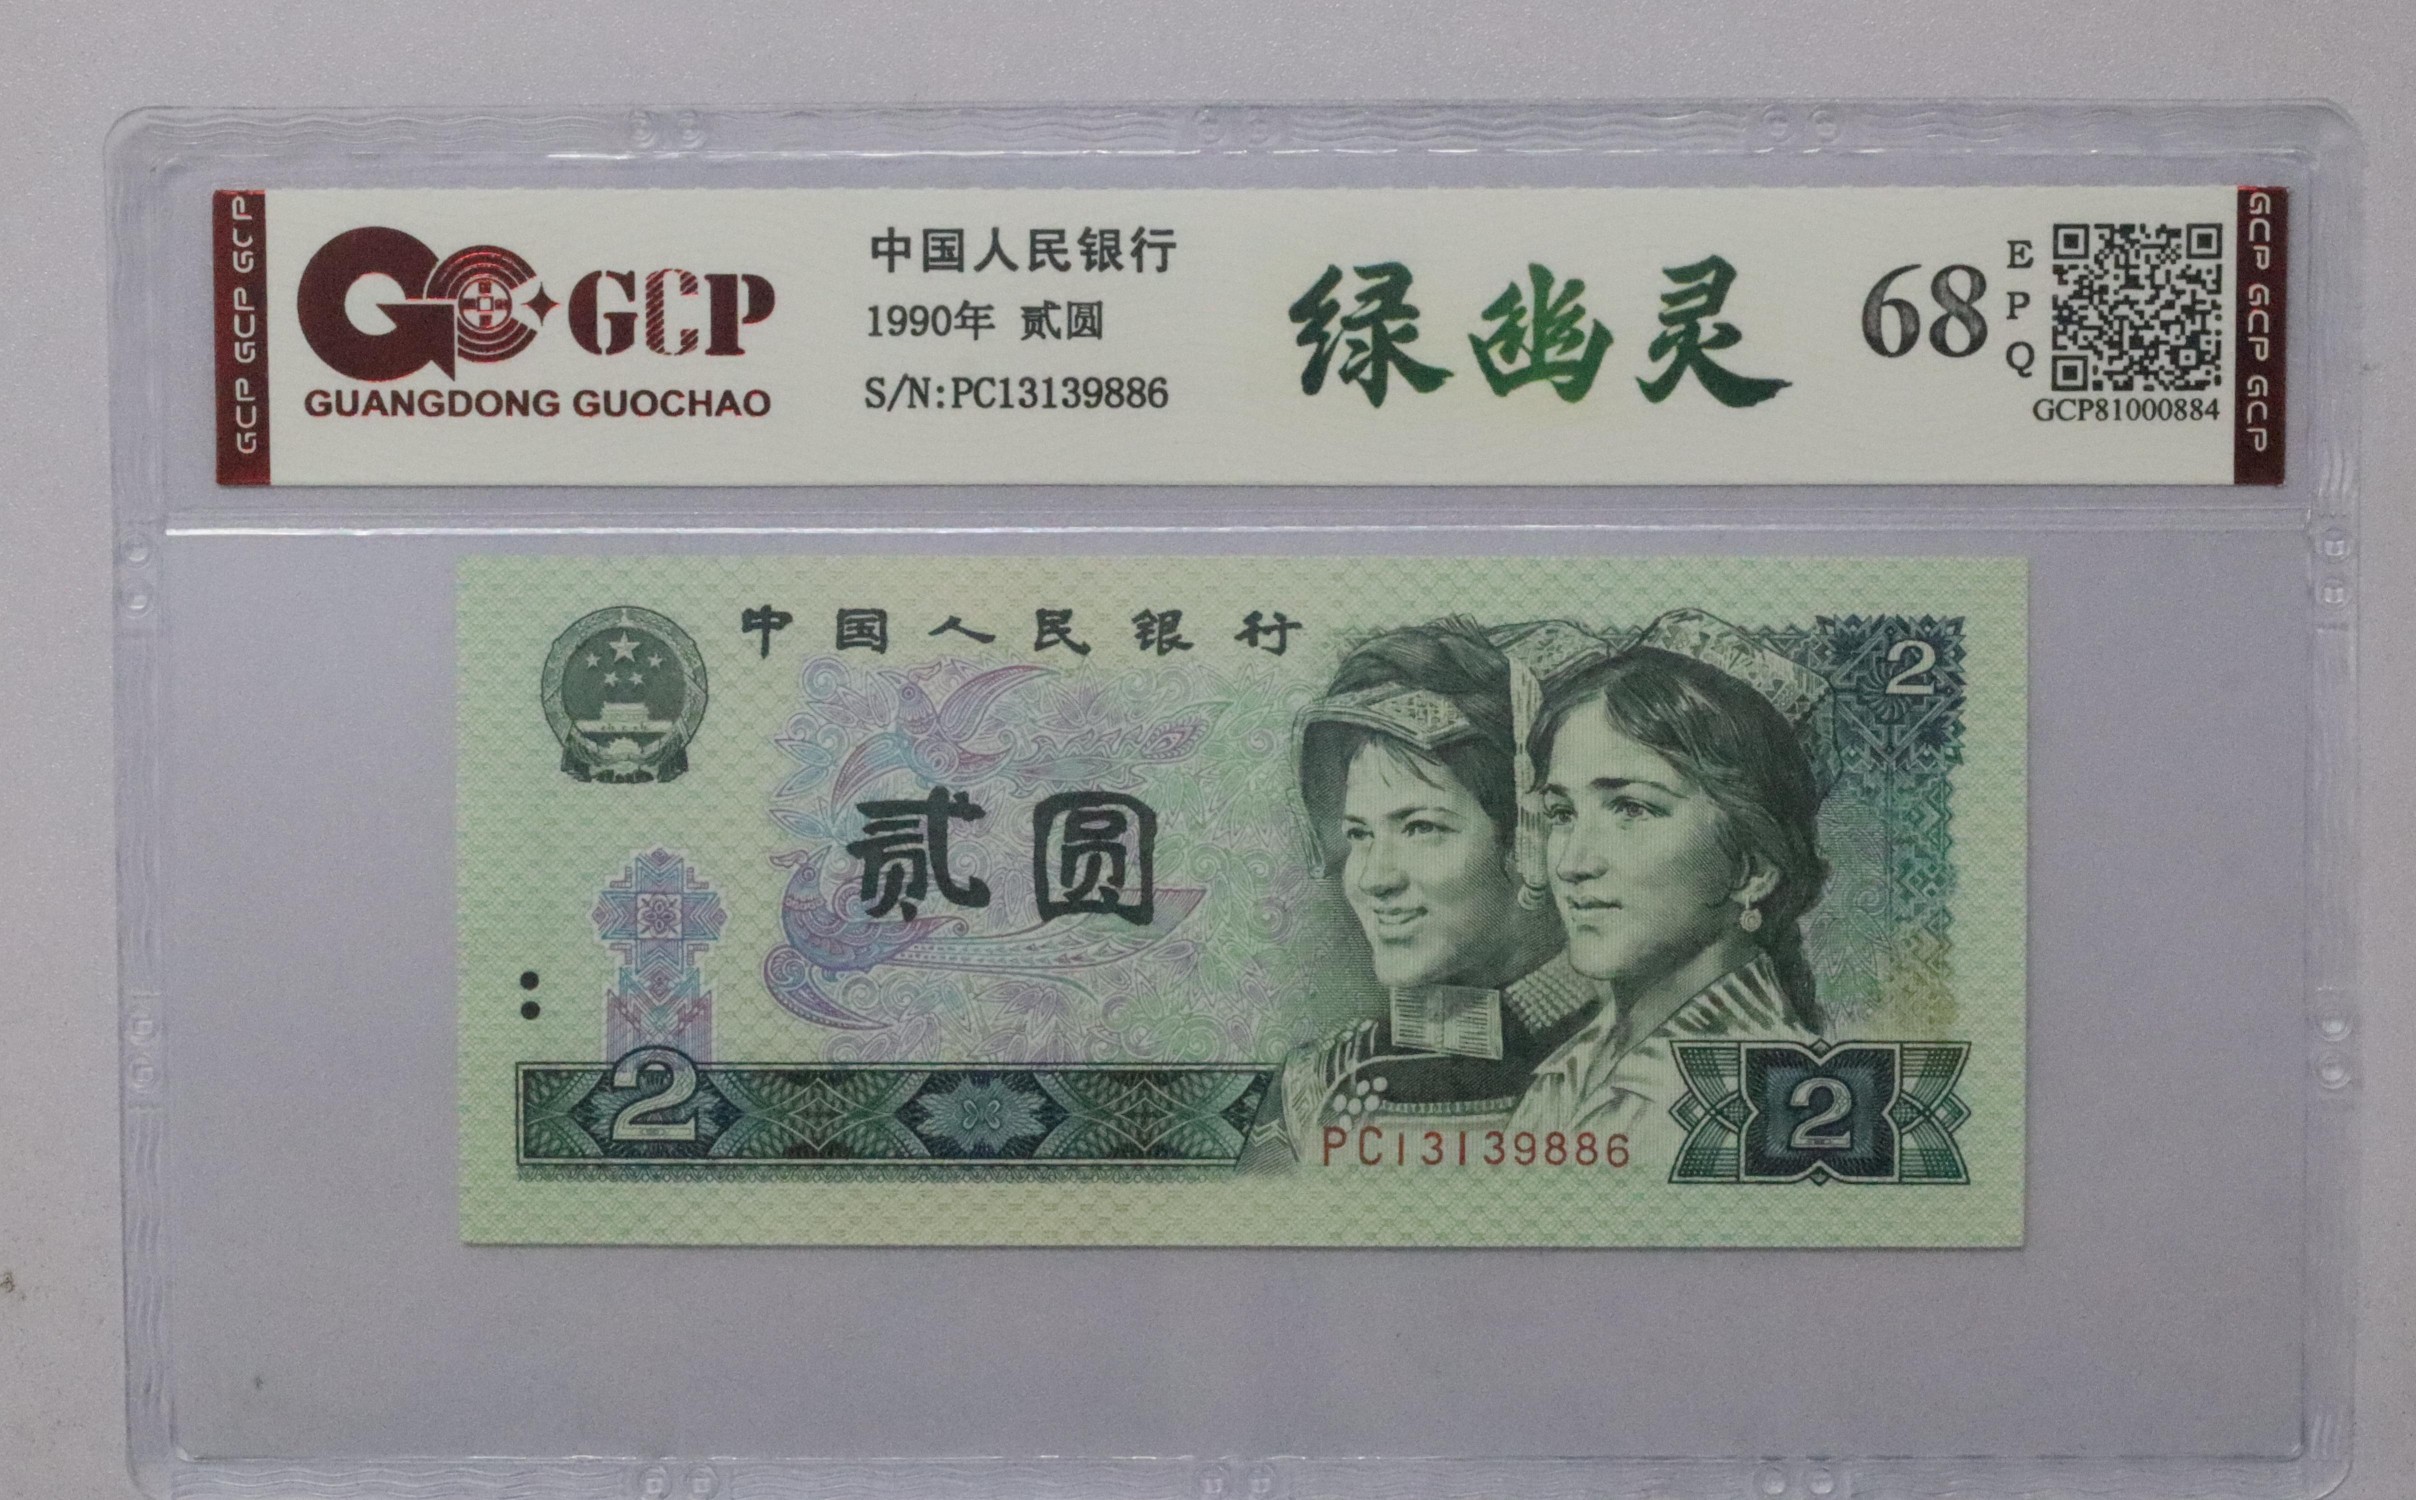 GCP GCP GCP
GCP
GUANGDONG GUOCHAO
中国人民银行
1990年 贰圆
S/N:PC13139886
绿幽灵
68
EPQ
GCP81000884
GCP GCP GCP
中国人民银行
2
贰圆
2
PC13139886
2